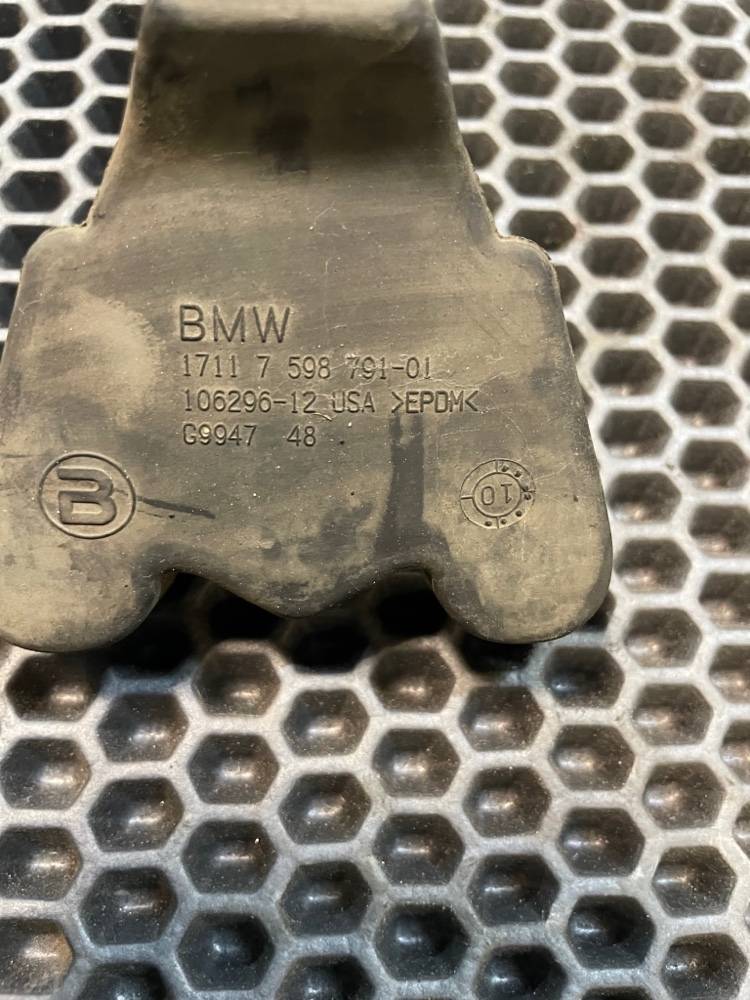 BMW
1711 7 598 791-01
106296-12 USA >EPDM<
G9947 48
B
10